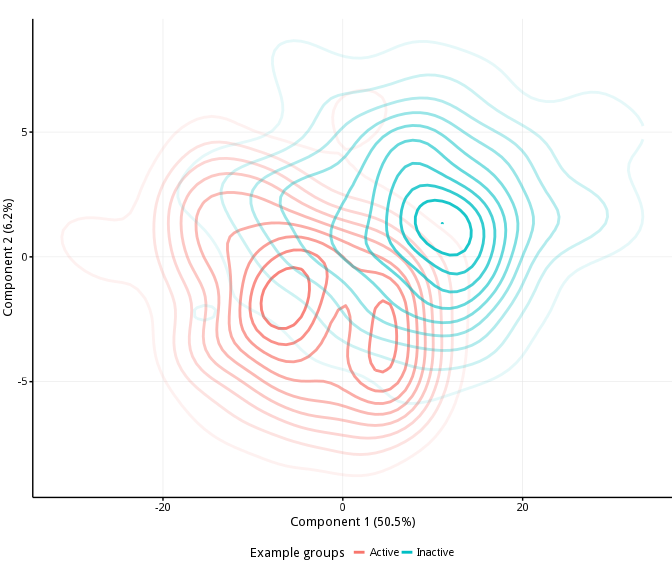 Component 2 (6.2%)
5
0
-5
-20
0
20
Component 1 (50.5%)
Example groups Active Inactive